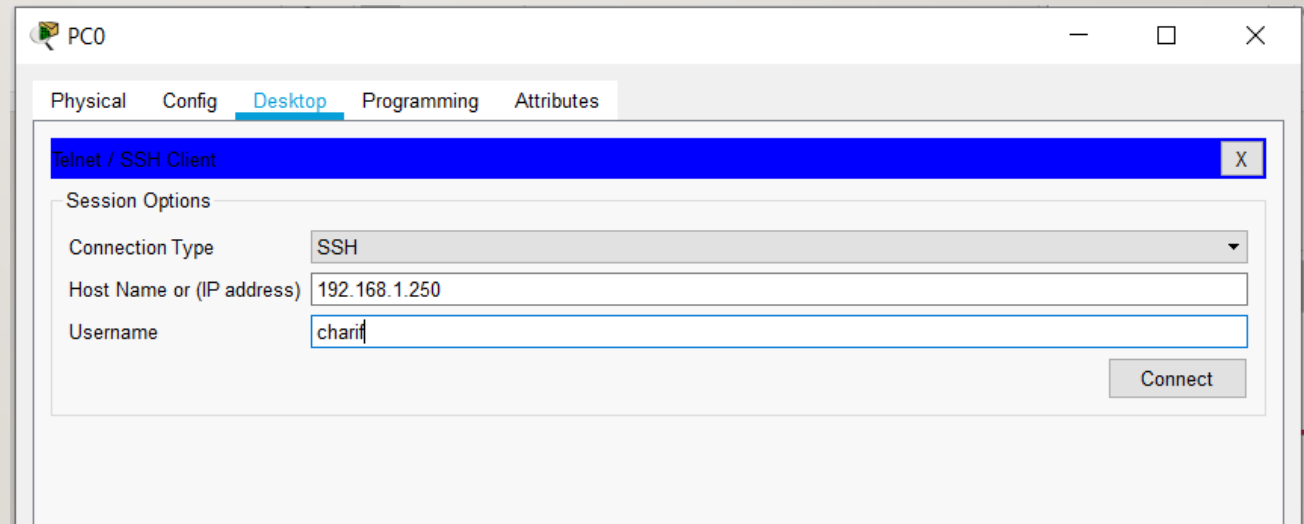 PC0
Physical Config Desktop Programming Attributes
Telnet / SSH Client X
Session Options
Connection Type SSH
Host Name or (IP address) 192.168.1.250
Username charif
Connect